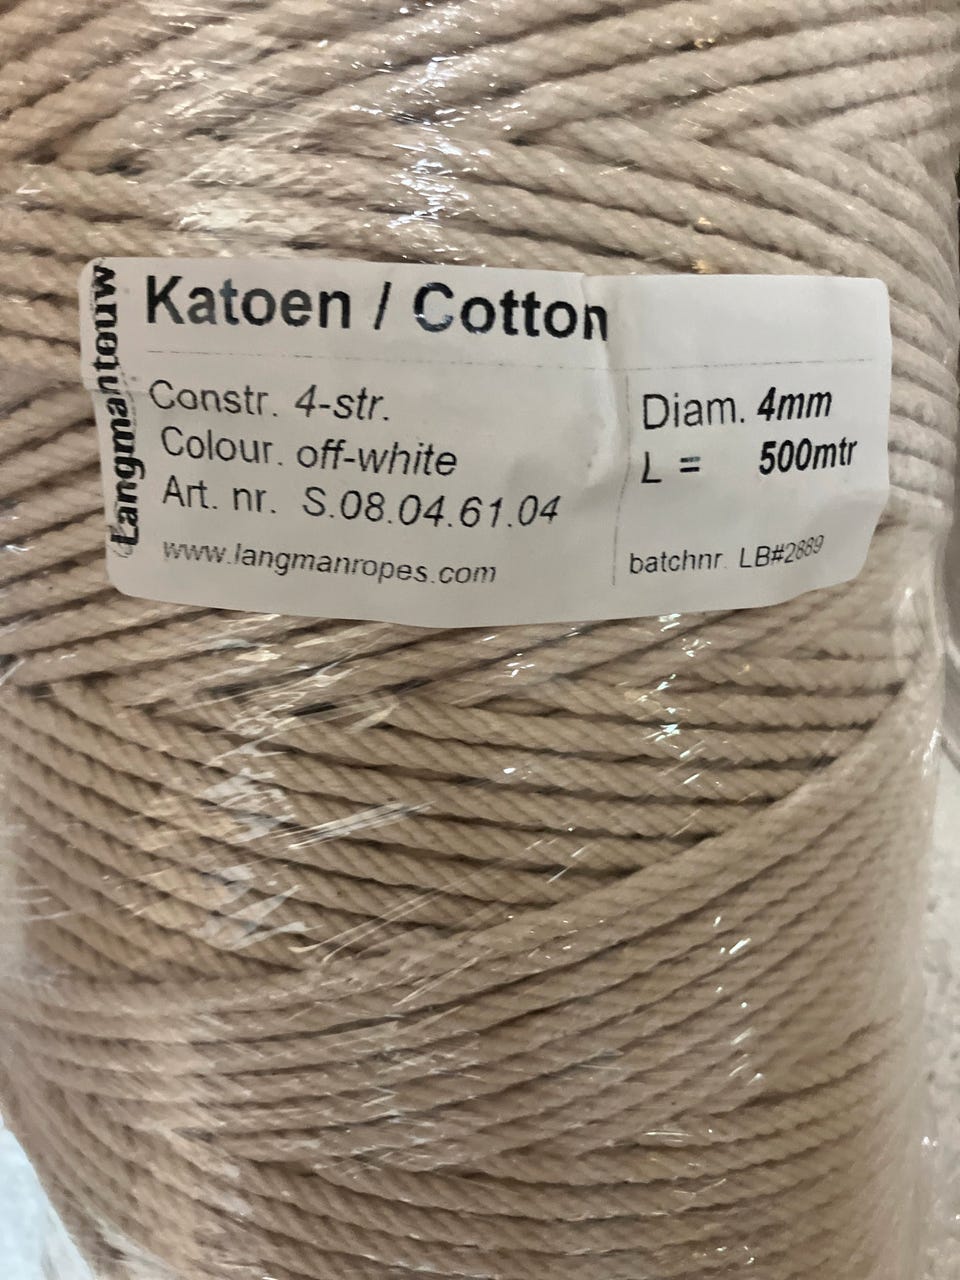 Langmantouw
Katoen / Cotton
Constr. 4-str.
Colour. off-white
Art. nr. S.08.04.61.04
www.langmanropes.com
Diam. 4mm
L = 500mtr
batchnr. LB#2889